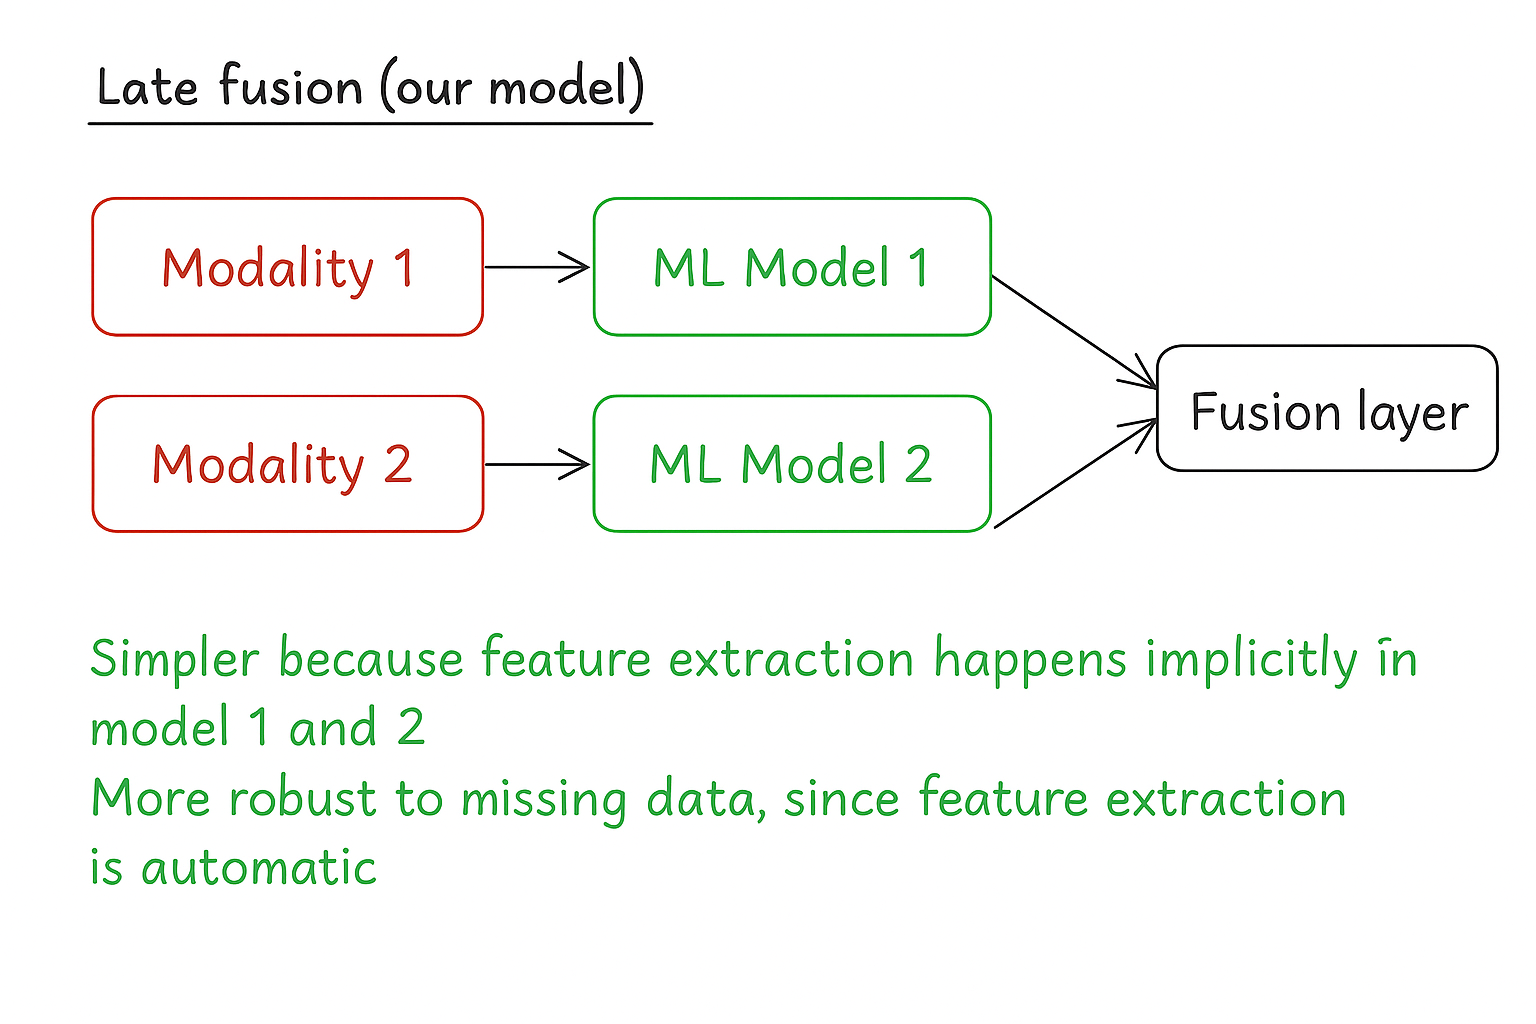 Late fusion (our model)
Modality 1
ML Model 1
Fusion layer
Modality 2
ML Model 2
Simpler because feature extraction happens implicitly in
model 1 and 2
More robust to missing data, since feature extraction
is automatic